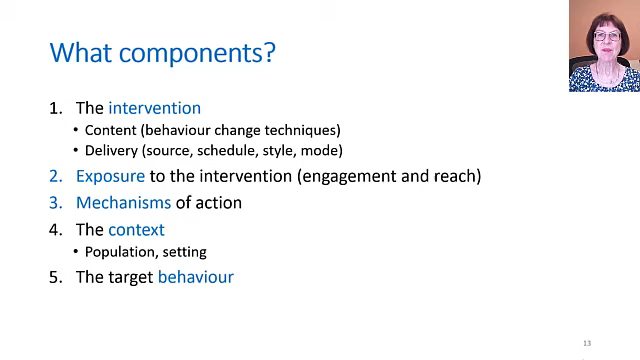 What components?
1. The intervention
• Content (behaviour change techniques)
• Delivery (source, schedule, style, mode)
2. Exposure to the intervention (engagement and reach)
3. Mechanisms of action
4. The context
• Population, setting
5. The target behaviour
13